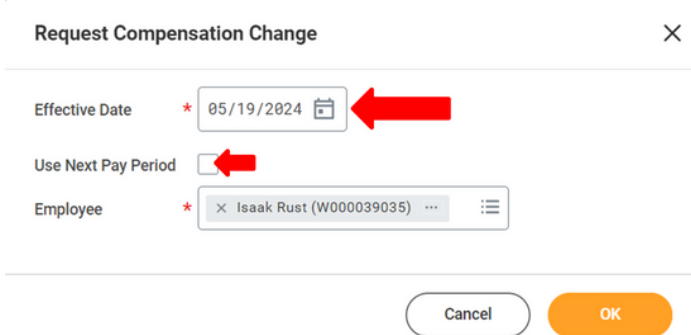 Request Compensation Change
Effective Date * 05/19/2024
Use Next Pay Period
Employee * × Isaak Rust (W000039035) ...
Cancel OK